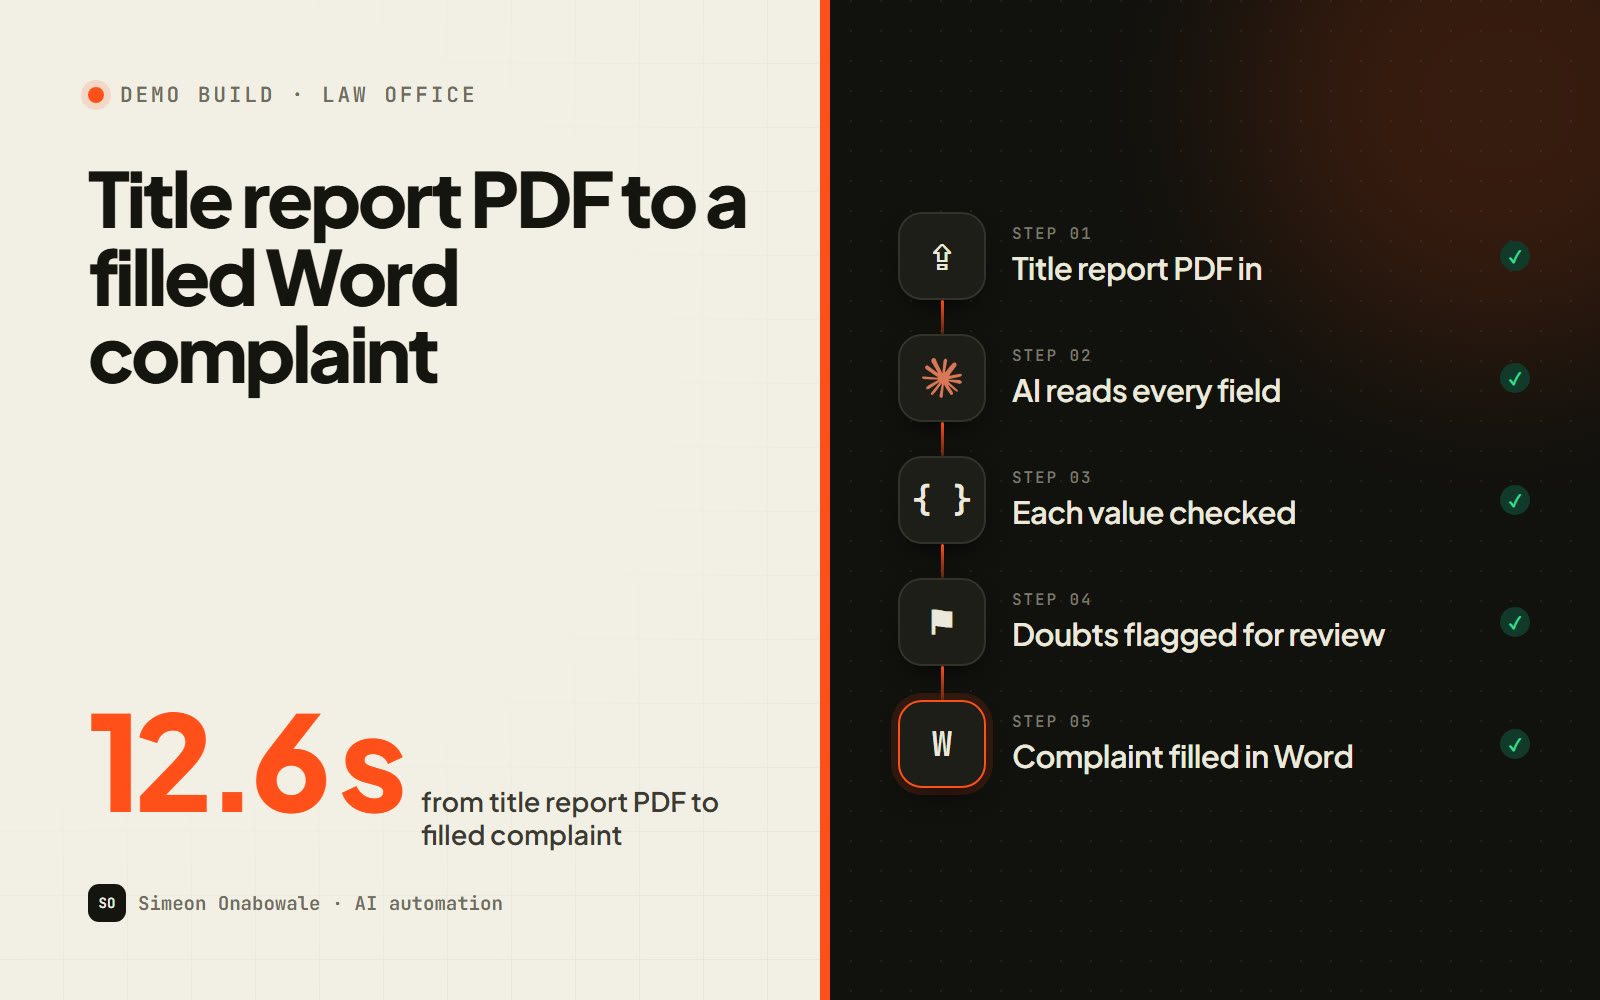 DEMO BUILD · LAW OFFICE
Title report PDF to a
filled Word
complaint
12.6s
from title report PDF to
filled complaint
SO
Simeon Onabowale · AI automation
STEP 01
Title report PDF in
STEP 02
AI reads every field
{ }
STEP 03
Each value checked
STEP 04
Doubts flagged for review
W
STEP 05
Complaint filled in Word